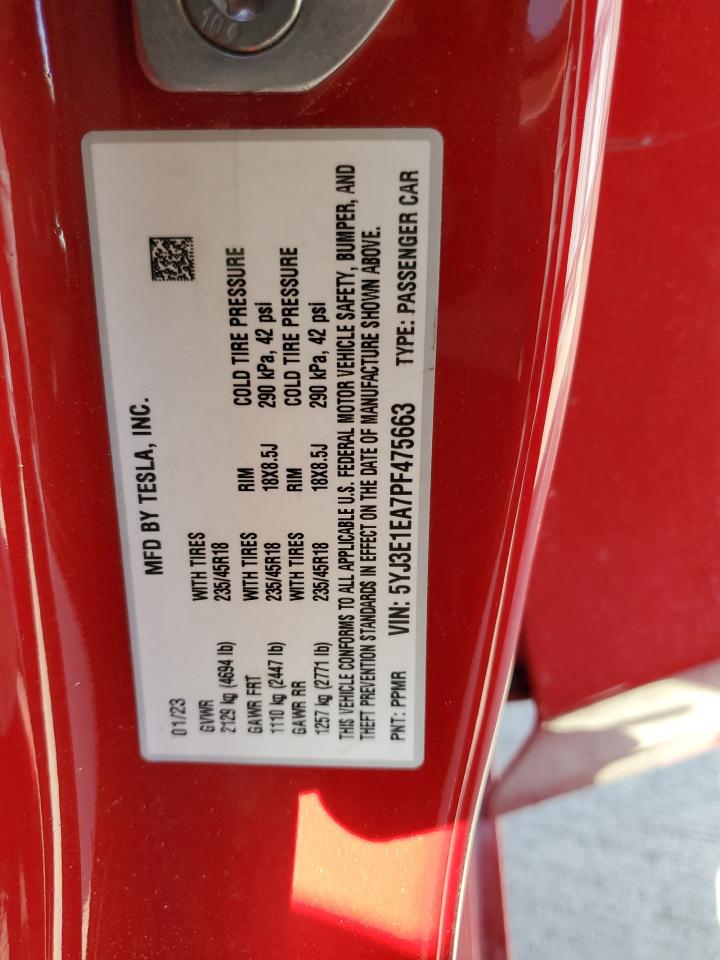 109
MFD BY TESLA, INC.
01/23
GVWR WITH TIRES
2129 kg (4694 lb) 235/45R18
GAWR FRT WITH TIRES RIM COLD TIRE PRESSURE
1110 kg (2447 lb) 235/45R18 18X8.5J 290 kPa, 42 psi
GAWR RR WITH TIRES RIM COLD TIRE PRESSURE
1257 kg (2771 lb) 235/45R18 18X8.5J 290 kPa, 42 psi
THIS VEHICLE CONFORMS TO ALL APPLICABLE U.S. FEDERAL MOTOR VEHICLE SAFETY, BUMPER, AND
THEFT PREVENTION STANDARDS IN EFFECT ON THE DATE OF MANUFACTURE SHOWN ABOVE.
PNT: PPMR VIN: 5YJ3E1EA7PF475663 TYPE: PASSENGER CAR